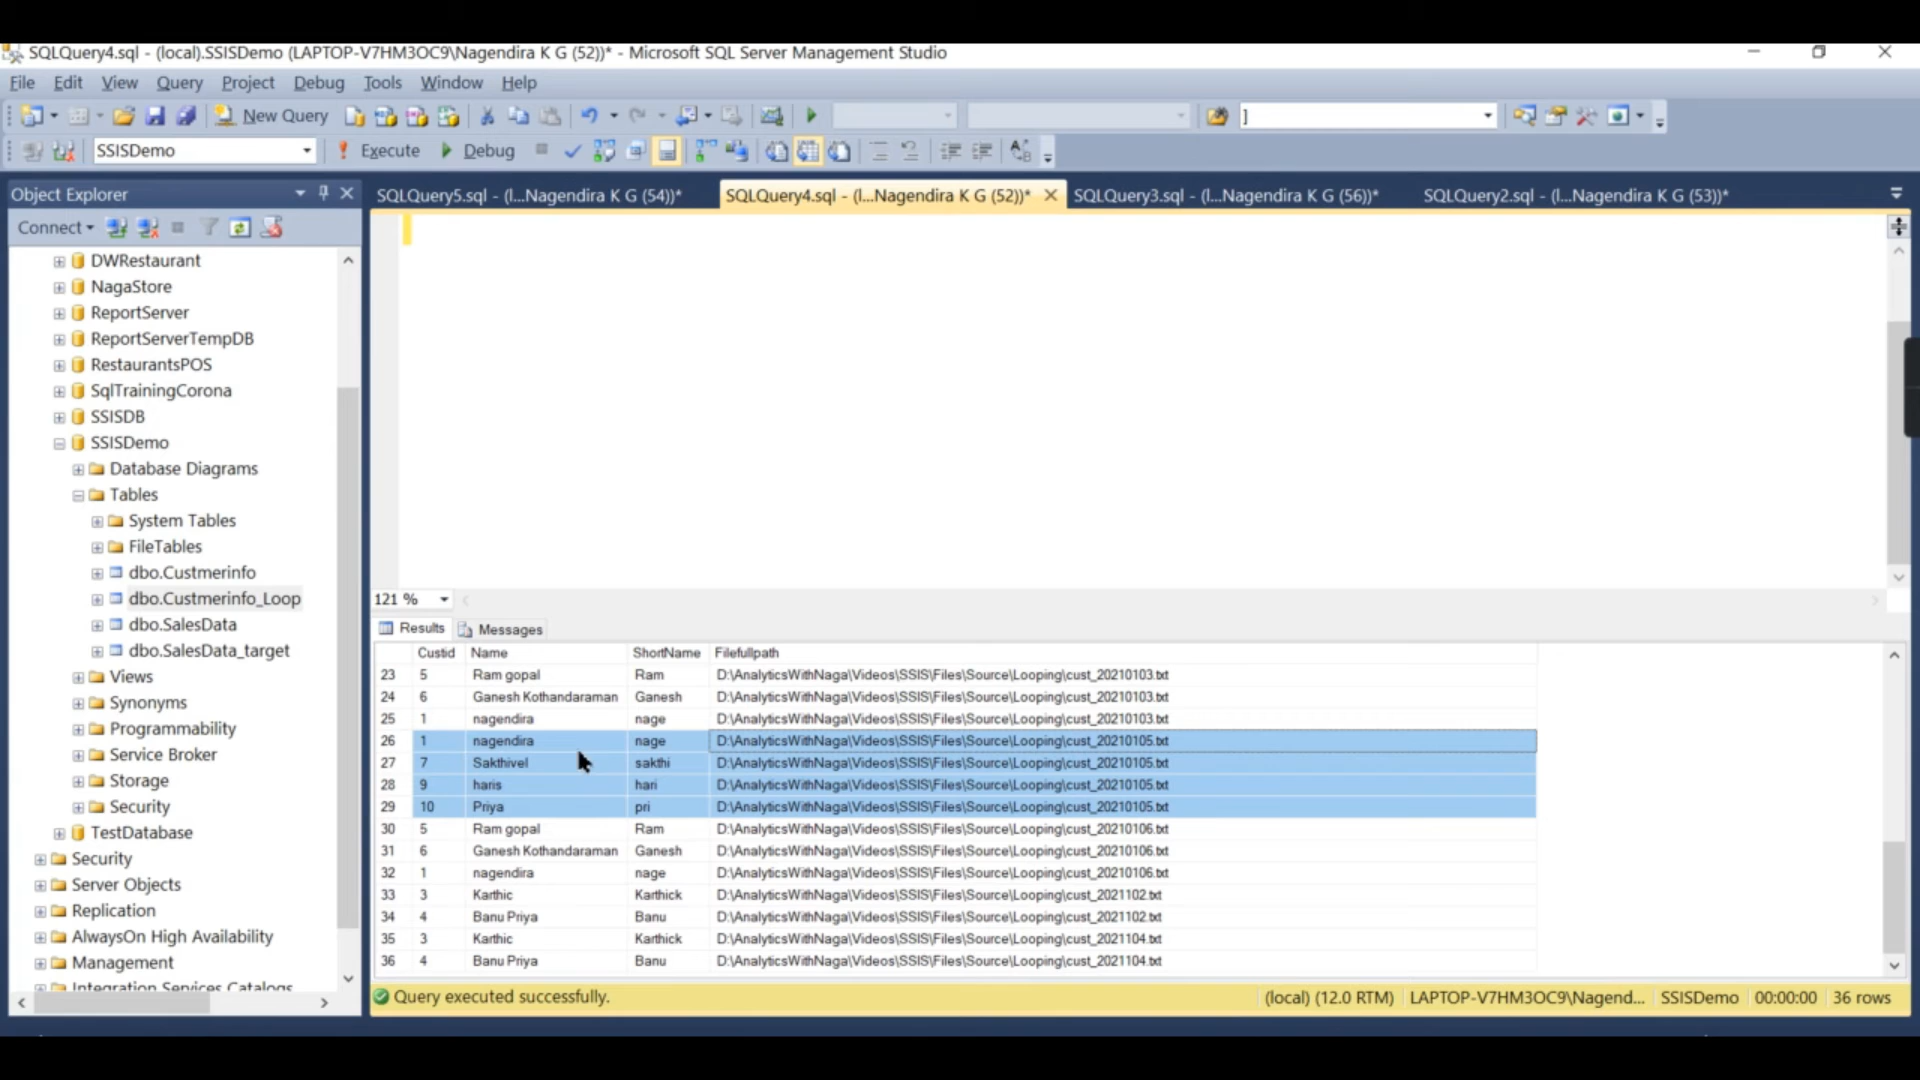 SQLQuery4.sql - (local).SSISDemo (LAPTOP-V7HM3OC9\Nagendira K G (52))* - Microsoft SQL Server Management Studio
File Edit View Query Project Debug Tools Window Help
New Query ]
SSISDemo Execute Debug
Object Explorer
SQLQuery5.sql - (l...Nagendira K G (54))* SQLQuery4.sql - (l...Nagendira K G (52))* SQLQuery3.sql - (l...Nagendira K G (56))* SQLQuery2.sql - (l...Nagendira K G (53))*
Connect
DWRestaurant
NagaStore
ReportServer
ReportServerTempDB
RestaurantsPOS
SqlTrainingCorona
SSISDB
SSISDemo
Database Diagrams
Tables
System Tables
FileTables
dbo.Custmerinfo
dbo.Custmerinfo_Loop
dbo.SalesData
dbo.SalesData_target
Views
Synonyms
Programmability
Service Broker
Storage
Security
TestDatabase
Security
Server Objects
Replication
AlwaysOn High Availability
Management
Integration Services Catalogs
121 %
Results Messages
Custid Name ShortName Filefullpath
23 5 Ram gopal Ram D:\AnalyticsWithNaga\Videos\SSIS\Files\Source\Looping\cust_20210103.txt
24 6 Ganesh Kothandaraman Ganesh D:\AnalyticsWithNaga\Videos\SSIS\Files\Source\Looping\cust_20210103.txt
25 1 nagendira nage D:\AnalyticsWithNaga\Videos\SSIS\Files\Source\Looping\cust_20210103.txt
26 1 nagendira nage D:\AnalyticsWithNaga\Videos\SSIS\Files\Source\Looping\cust_20210105.txt
27 7 Sakthivel sakthi D:\AnalyticsWithNaga\Videos\SSIS\Files\Source\Looping\cust_20210105.txt
28 9 haris hari D:\AnalyticsWithNaga\Videos\SSIS\Files\Source\Looping\cust_20210105.txt
29 10 Priya pri D:\AnalyticsWithNaga\Videos\SSIS\Files\Source\Looping\cust_20210105.txt
30 5 Ram gopal Ram D:\AnalyticsWithNaga\Videos\SSIS\Files\Source\Looping\cust_20210106.txt
31 6 Ganesh Kothandaraman Ganesh D:\AnalyticsWithNaga\Videos\SSIS\Files\Source\Looping\cust_20210106.txt
32 1 nagendira nage D:\AnalyticsWithNaga\Videos\SSIS\Files\Source\Looping\cust_20210106.txt
33 3 Karthic Karthick D:\AnalyticsWithNaga\Videos\SSIS\Files\Source\Looping\cust_2021102.txt
34 4 Banu Priya Banu D:\AnalyticsWithNaga\Videos\SSIS\Files\Source\Looping\cust_2021102.txt
35 3 Karthic Karthick D:\AnalyticsWithNaga\Videos\SSIS\Files\Source\Looping\cust_2021104.txt
36 4 Banu Priya Banu D:\AnalyticsWithNaga\Videos\SSIS\Files\Source\Looping\cust_2021104.txt
Query executed successfully. (local) (12.0 RTM) LAPTOP-V7HM3OC9\Nagend... SSISDemo 00:00:00 36 rows